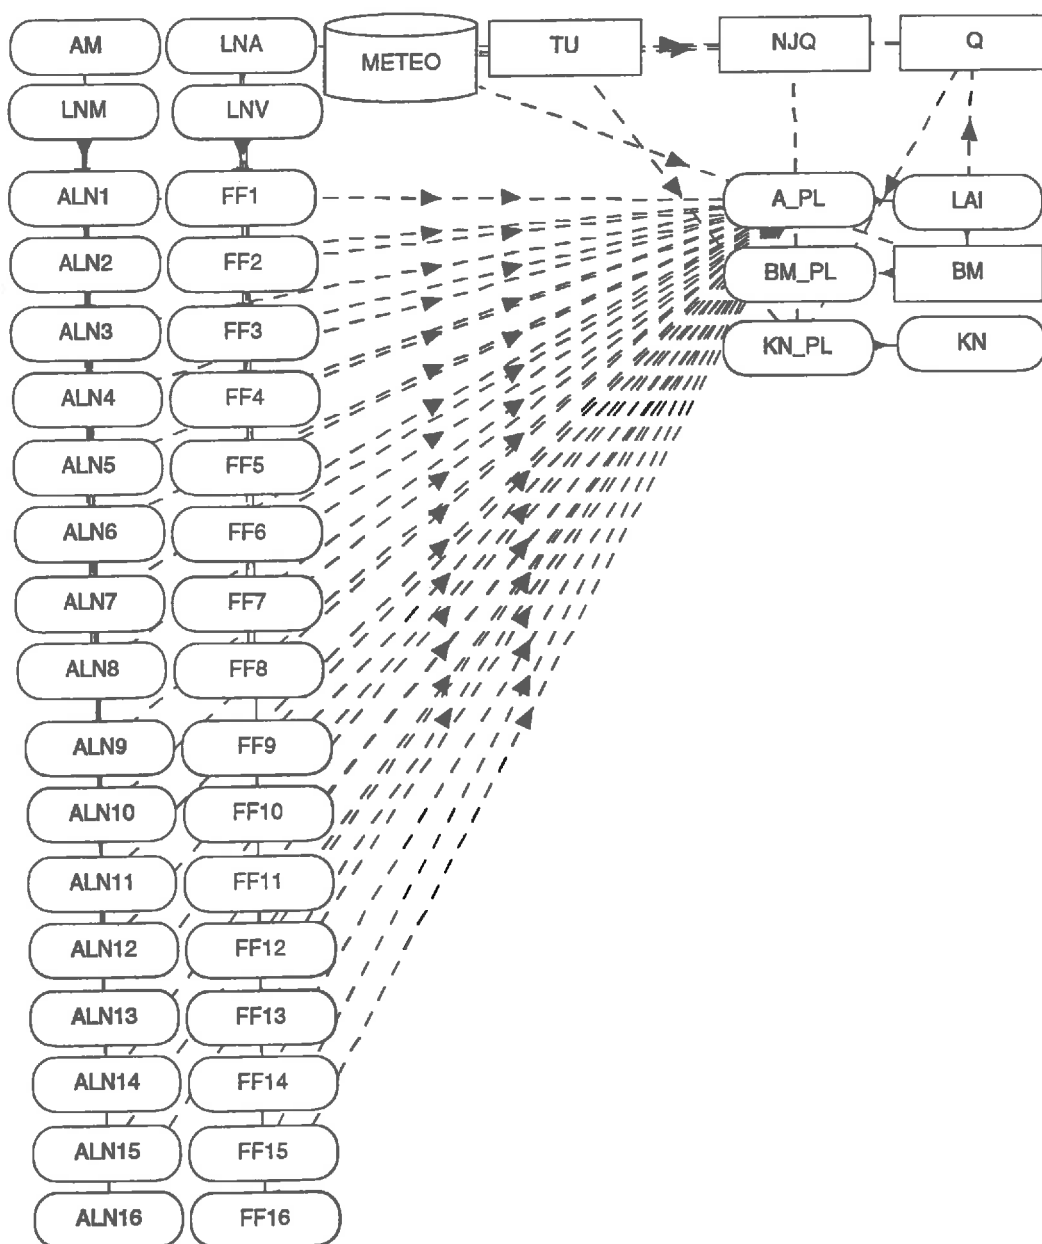 AM LNA METEO TU NJQ Q
LNM LNV
ALN1 FF1 A_PL LAI
ALN2 FF2 BM_PL BM
ALN3 FF3 KN_PL KN
ALN4 FF4
ALN5 FF5
ALN6 FF6
ALN7 FF7
ALN8 FF8
ALN9 FF9
ALN10 FF10
ALN11 FF11
ALN12 FF12
ALN13 FF13
ALN14 FF14
ALN15 FF15
ALN16 FF16